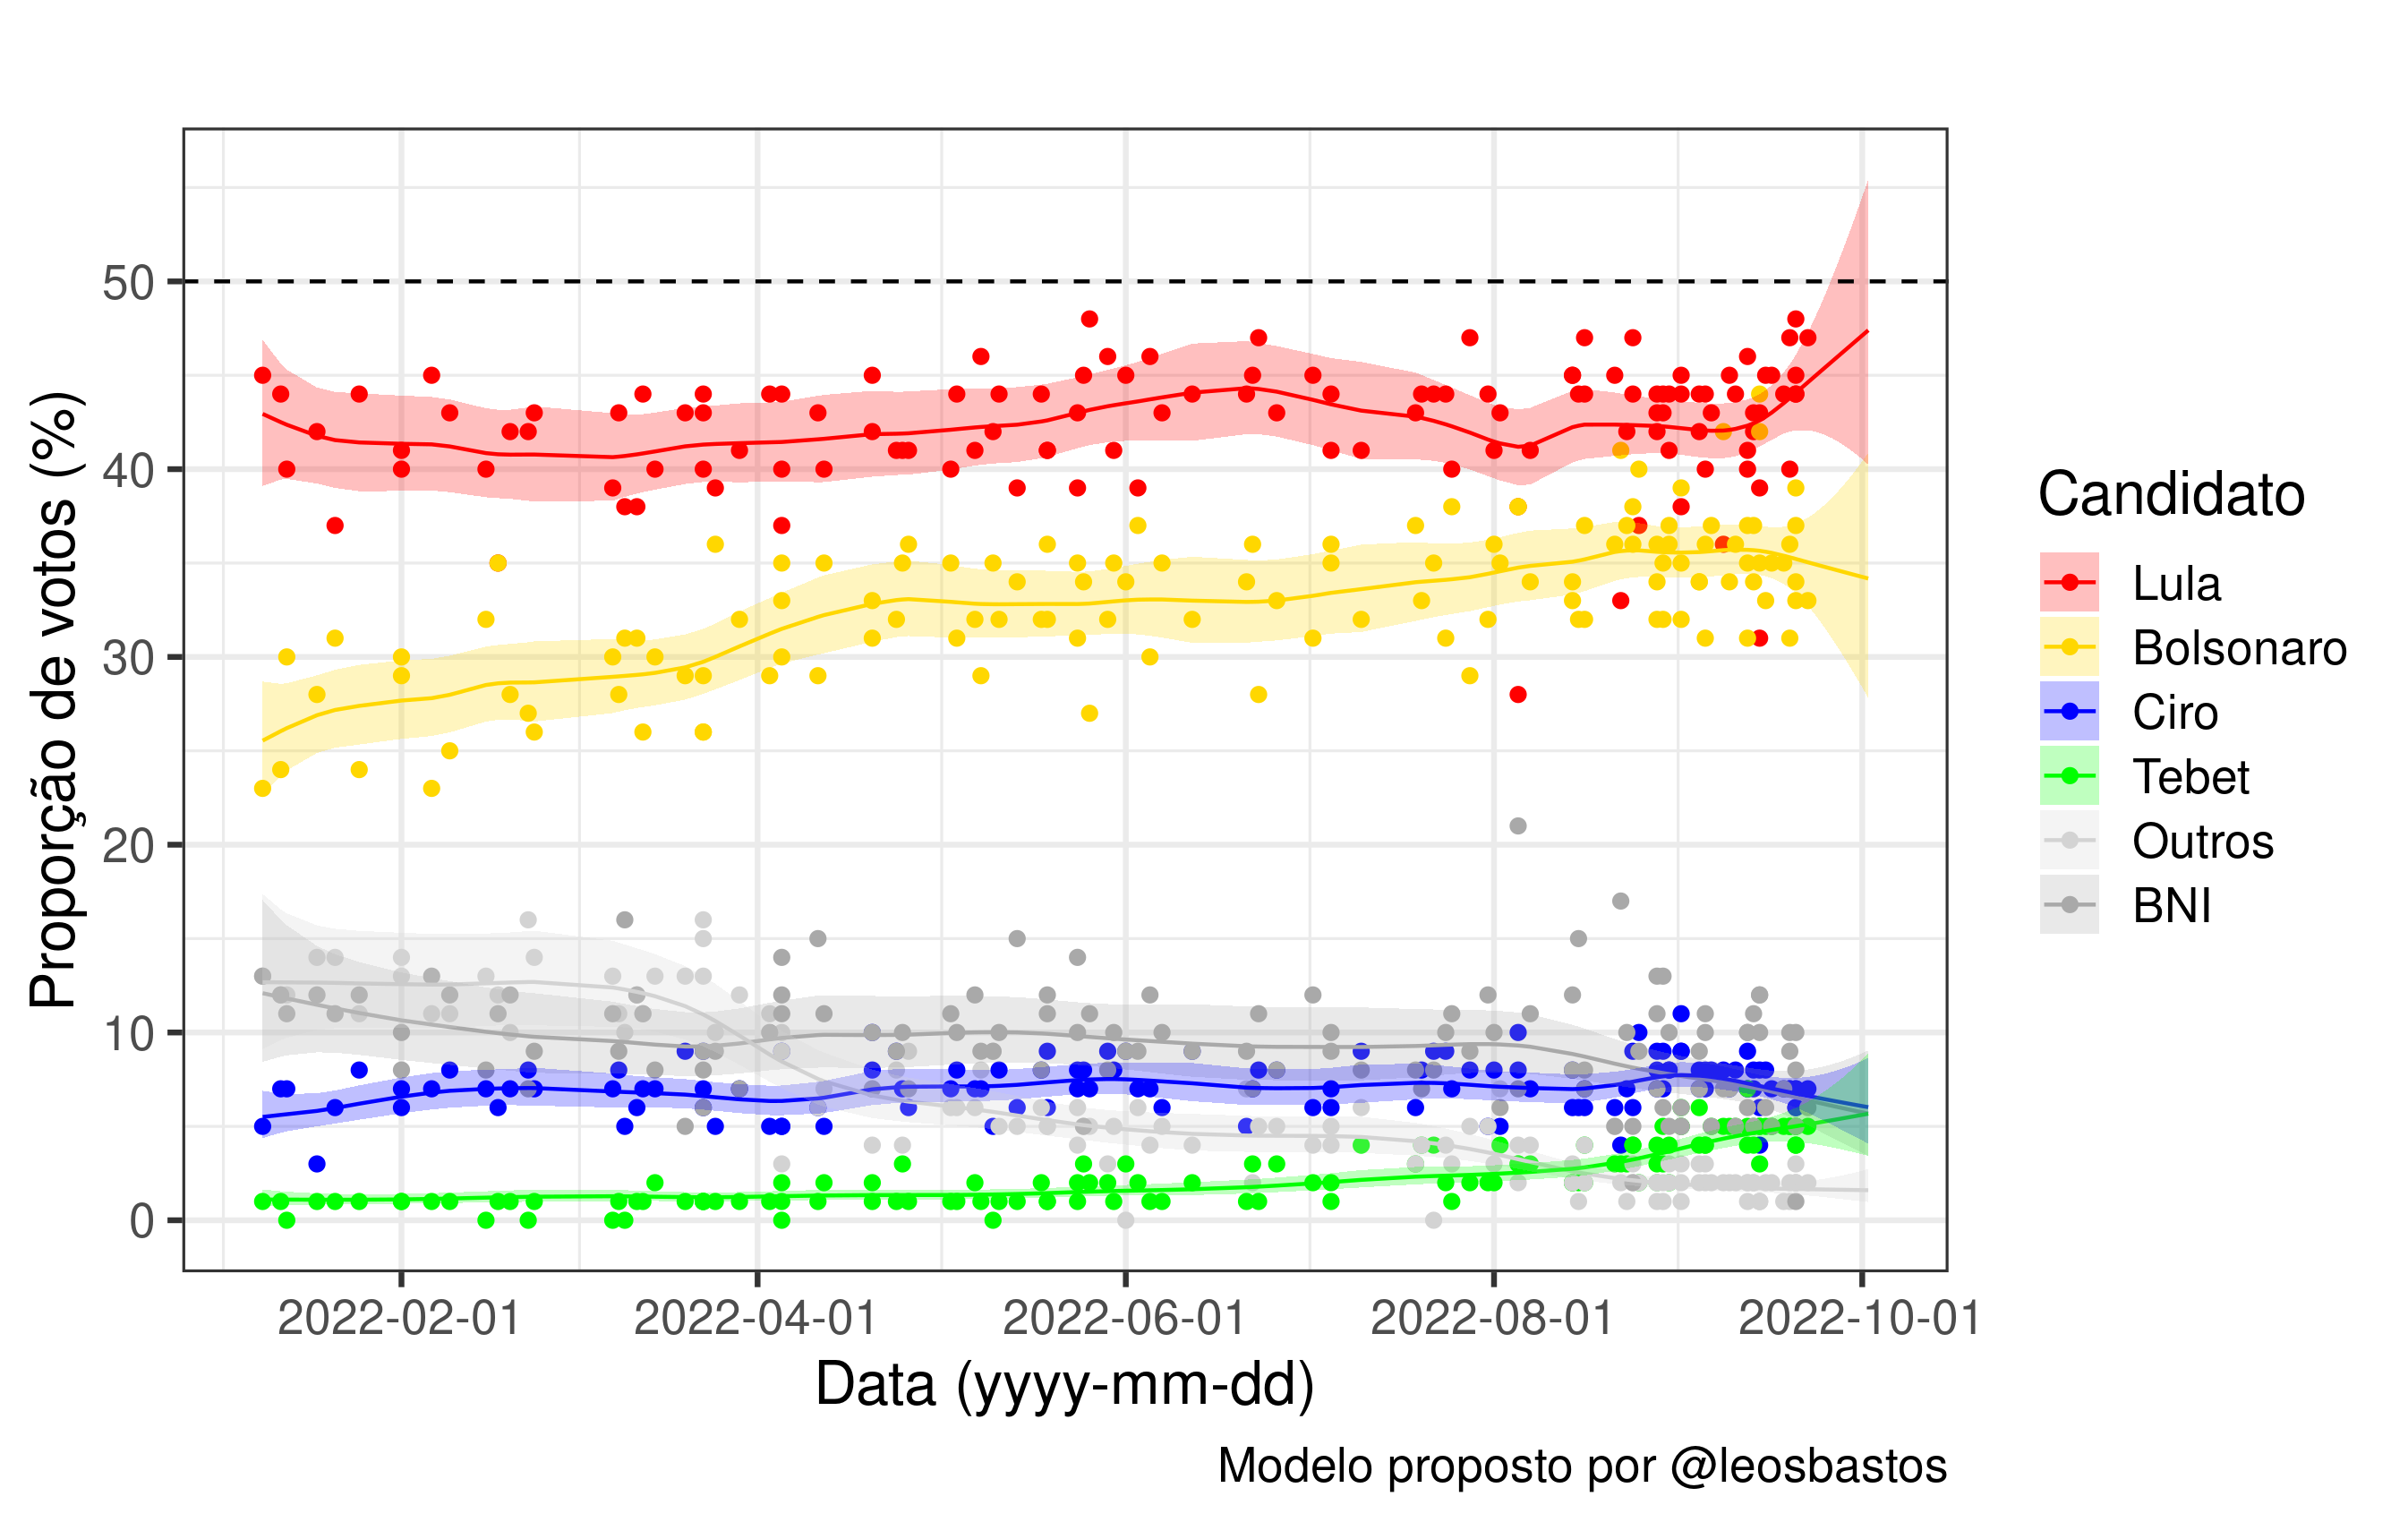 Proporção de votos (%)
50
40
30
20
10
0
2022-02-01 2022-04-01 2022-06-01 2022-08-01 2022-10-01
Data (yyyy-mm-dd)
Candidato
Lula
Bolsonaro
Ciro
Tebet
Outros
BNI
Modelo proposto por @leosbastos